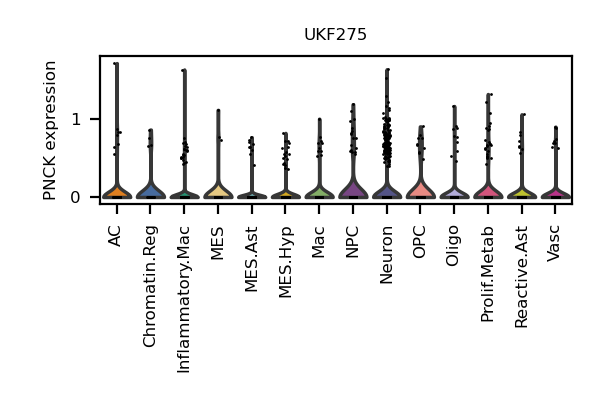 UKF275
PNCK expression
1
0
AC
Chromatin.Reg
Inflammatory.Mac
MES
MES.Ast
MES.Hyp
Mac
NPC
Neuron
OPC
Oligo
Prolif.Metab
Reactive.Ast
Vasc